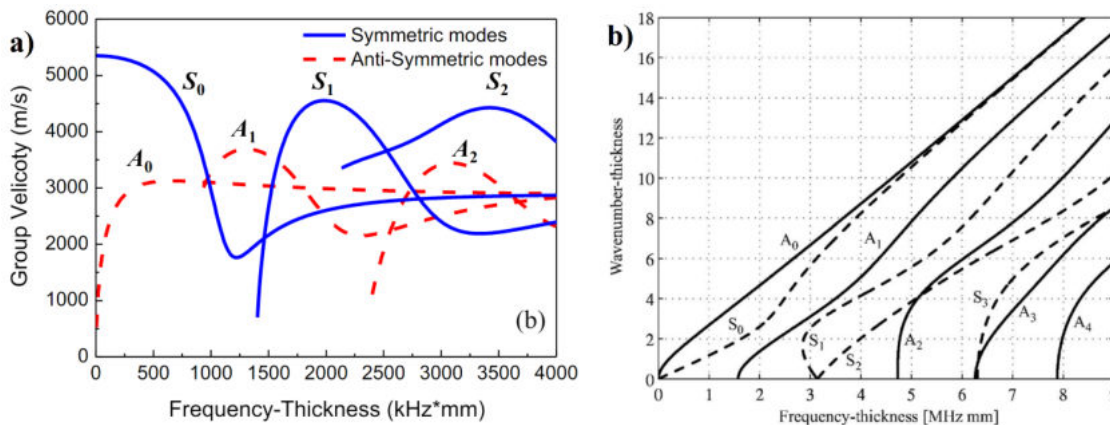 a)
6000
5000
4000
3000
2000
1000
0
Group Velicoty (m/s)
Symmetric modes
Anti-Symmetric modes
S0
S1
S2
A0
A1
A2
(b)
0 500 1000 1500 2000 2500 3000 3500 4000
Frequency-Thickness (kHz*mm)
b)
18
16
14
12
10
8
6
4
2
0
Wavenumber-thickness
A0
A1
S0
S1
S2
A2
S3
A3
A4
0 1 2 3 4 5 6 7 8
Frequency-thickness [MHz mm]